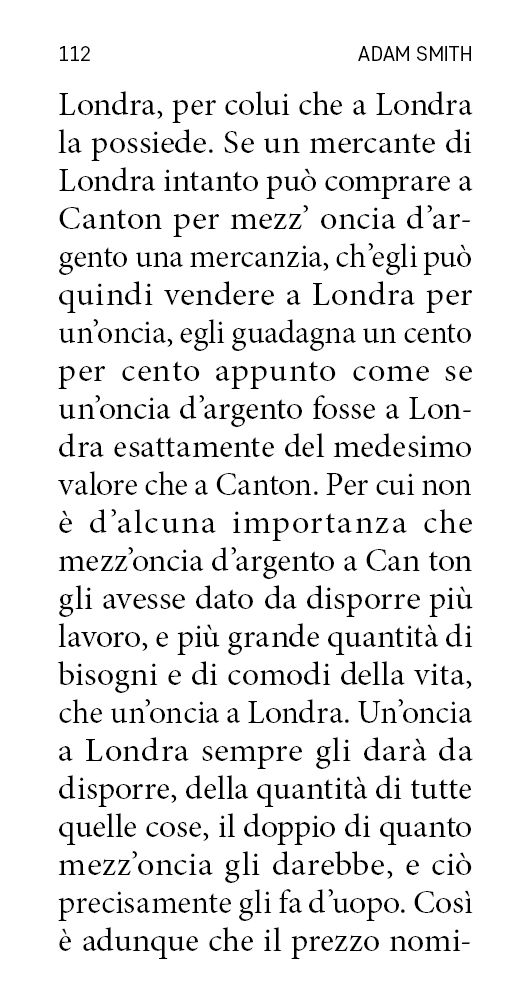 112 ADAM SMITH
Londra, per colui che a Londra
la possiede. Se un mercante di
Londra intanto può comprare a
Canton per mezz’ oncia d’ar-
gento una mercanzia, ch’egli può
quindi vendere a Londra per
un’oncia, egli guadagna un cento
per cento appunto come se
un’oncia d’argento fosse a Lon-
dra esattamente del medesimo
valore che a Canton. Per cui non
è d’alcuna importanza che
mezz’oncia d’argento a Can ton
gli avesse dato da disporre più
lavoro, e più grande quantità di
bisogni e di comodi della vita,
che un’oncia a Londra. Un’oncia
a Londra sempre gli darà da
disporre, della quantità di tutte
quelle cose, il doppio di quanto
mezz’oncia gli darebbe, e ciò
precisamente gli fa d’uopo. Così
è adunque che il prezzo nomi-